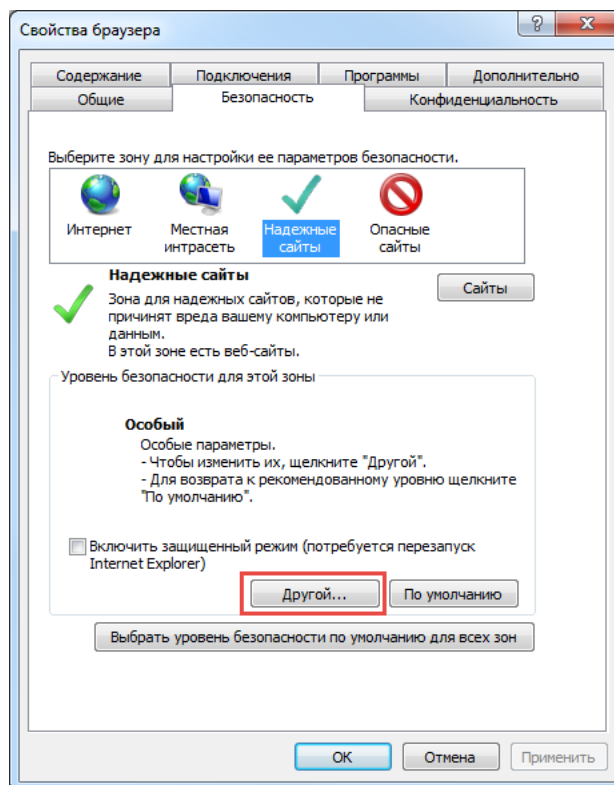 Свойства браузера
Содержание Подключения Программы Дополнительно
Общие Безопасность Конфиденциальность
Выберите зону для настройки ее параметров безопасности.
Интернет Местная интрасеть Надежные сайты Опасные сайты
Надежные сайты
Сайты
Зона для надежных сайтов, которые не
причинят вреда вашему компьютеру или
данным.
В этой зоне есть веб-сайты.
Уровень безопасности для этой зоны
Особый
Особые параметры.
- Чтобы изменить их, щелкните "Другой".
- Для возврата к рекомендованному уровню щелкните
"По умолчанию".
Включить защищенный режим (потребуется перезапуск
Internet Explorer)
Другой... По умолчанию
Выбрать уровень безопасности по умолчанию для всех зон
ОК Отмена Применить